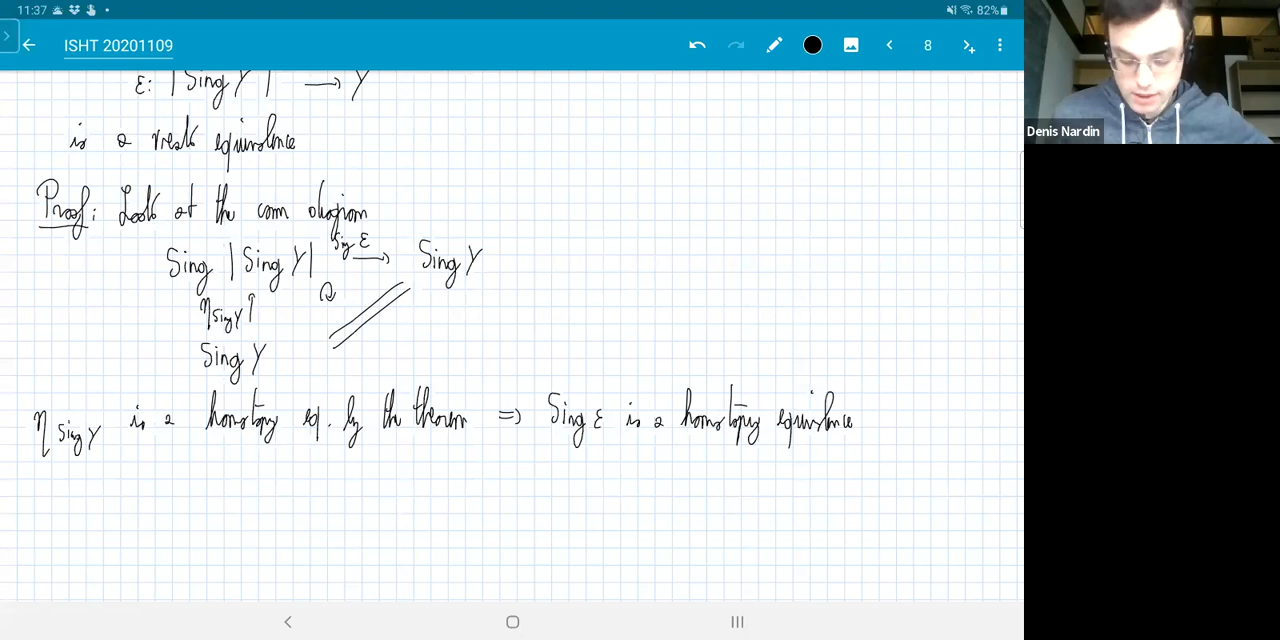 11:37
82%
ISHT 20201109
8
Denis Nardin
ε: |Sing Y| → Y
is a weak equivalence
Proof: Look at the comm diagram
Sing |Sing Y| Sing ε → Sing Y
η Sing Y ↑
Sing Y
η Sing Y is a homotopy eq. by the theorem ⇒ Sing ε is a homotopy equivalence